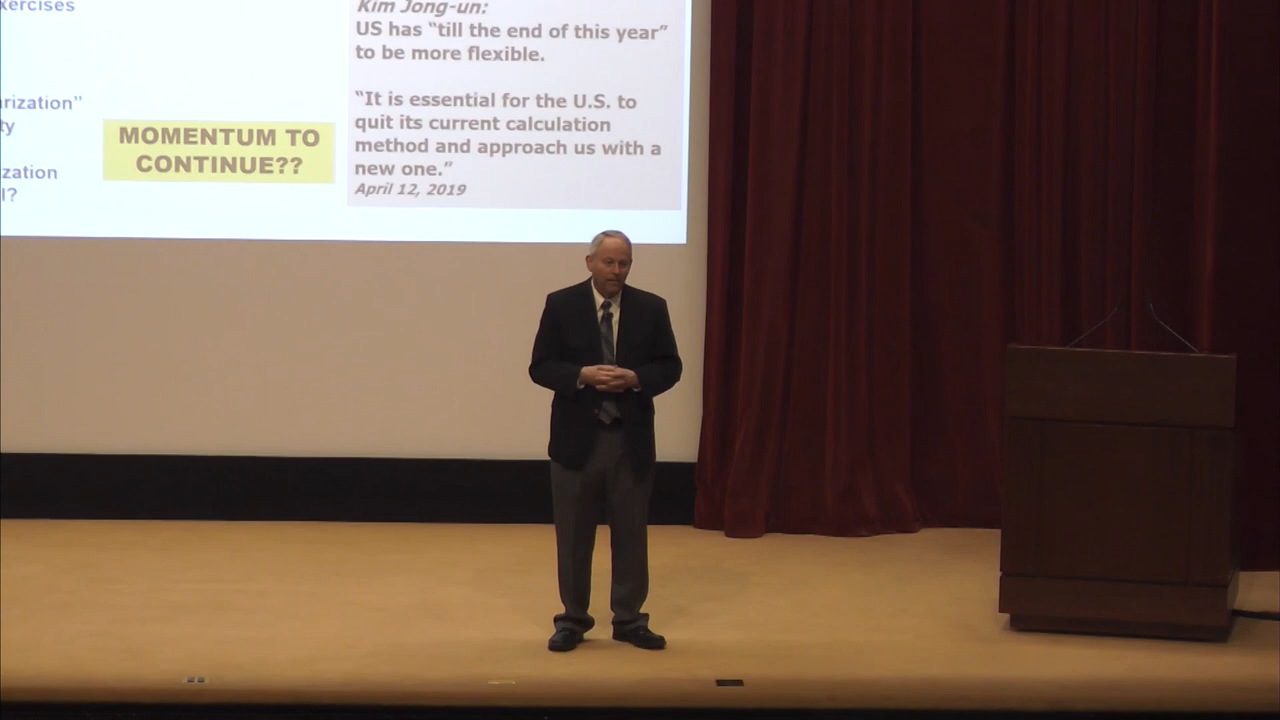 xercises
arization”
ty
zation
l?
MOMENTUM TO
CONTINUE??
Kim Jong-un:
US has “till the end of this year”
to be more flexible.
“It is essential for the U.S. to
quit its current calculation
method and approach us with a
new one.”
April 12, 2019